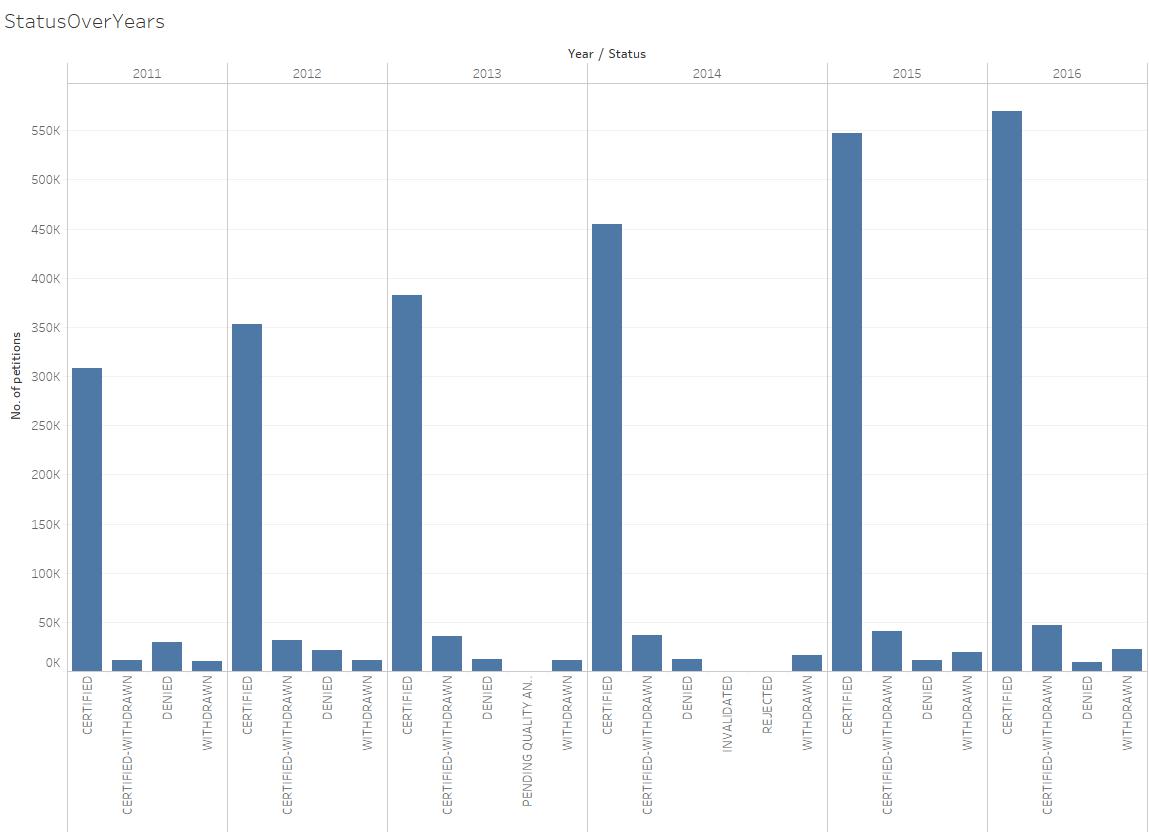 StatusOverYears
Year / Status
2011 2012 2013 2014 2015 2016
No. of petitions
550K
500K
450K
400K
350K
300K
250K
200K
150K
100K
50K
0K
CERTIFIED
CERTIFIED-WITHDRAWN
DENIED
WITHDRAWN
CERTIFIED
CERTIFIED-WITHDRAWN
DENIED
WITHDRAWN
CERTIFIED
CERTIFIED-WITHDRAWN
DENIED
PENDING QUALITY AN..
WITHDRAWN
CERTIFIED
CERTIFIED-WITHDRAWN
DENIED
INVALIDATED
REJECTED
WITHDRAWN
CERTIFIED
CERTIFIED-WITHDRAWN
DENIED
WITHDRAWN
CERTIFIED
CERTIFIED-WITHDRAWN
DENIED
WITHDRAWN